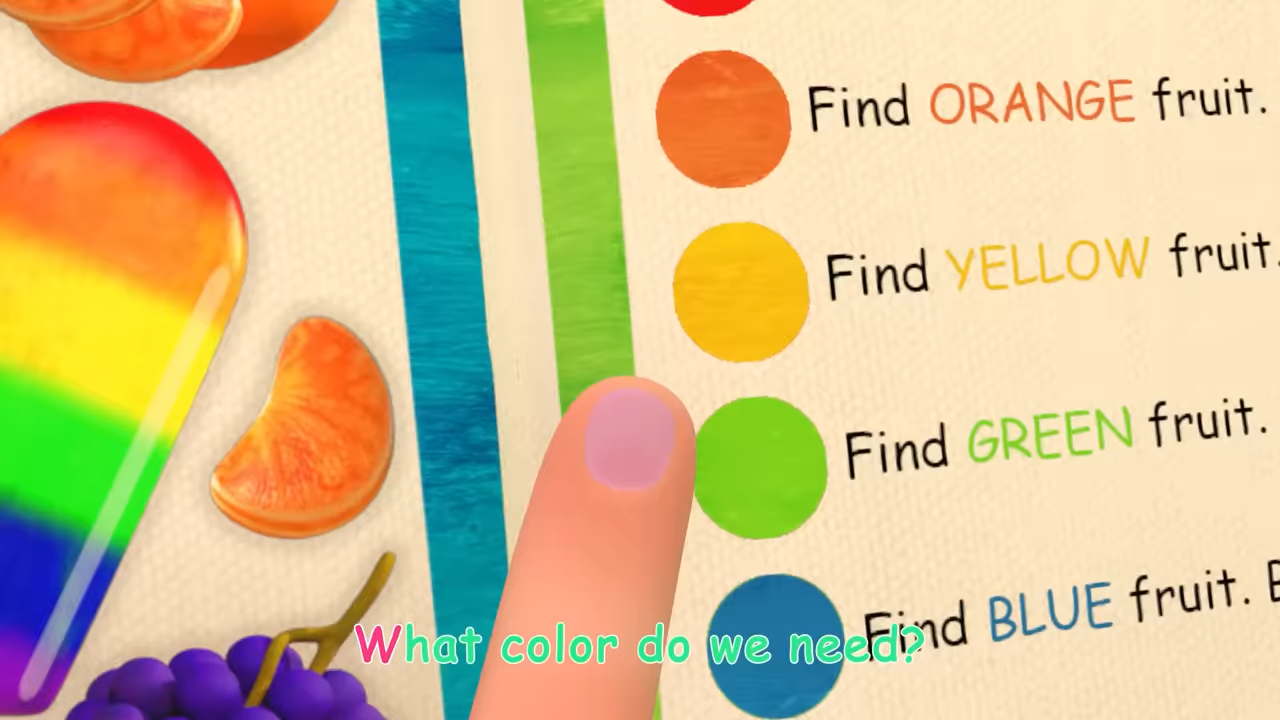 Find ORANGE fruit.
Find YELLOW fruit.
Find GREEN fruit.
Find BLUE fruit.
What color do we need?